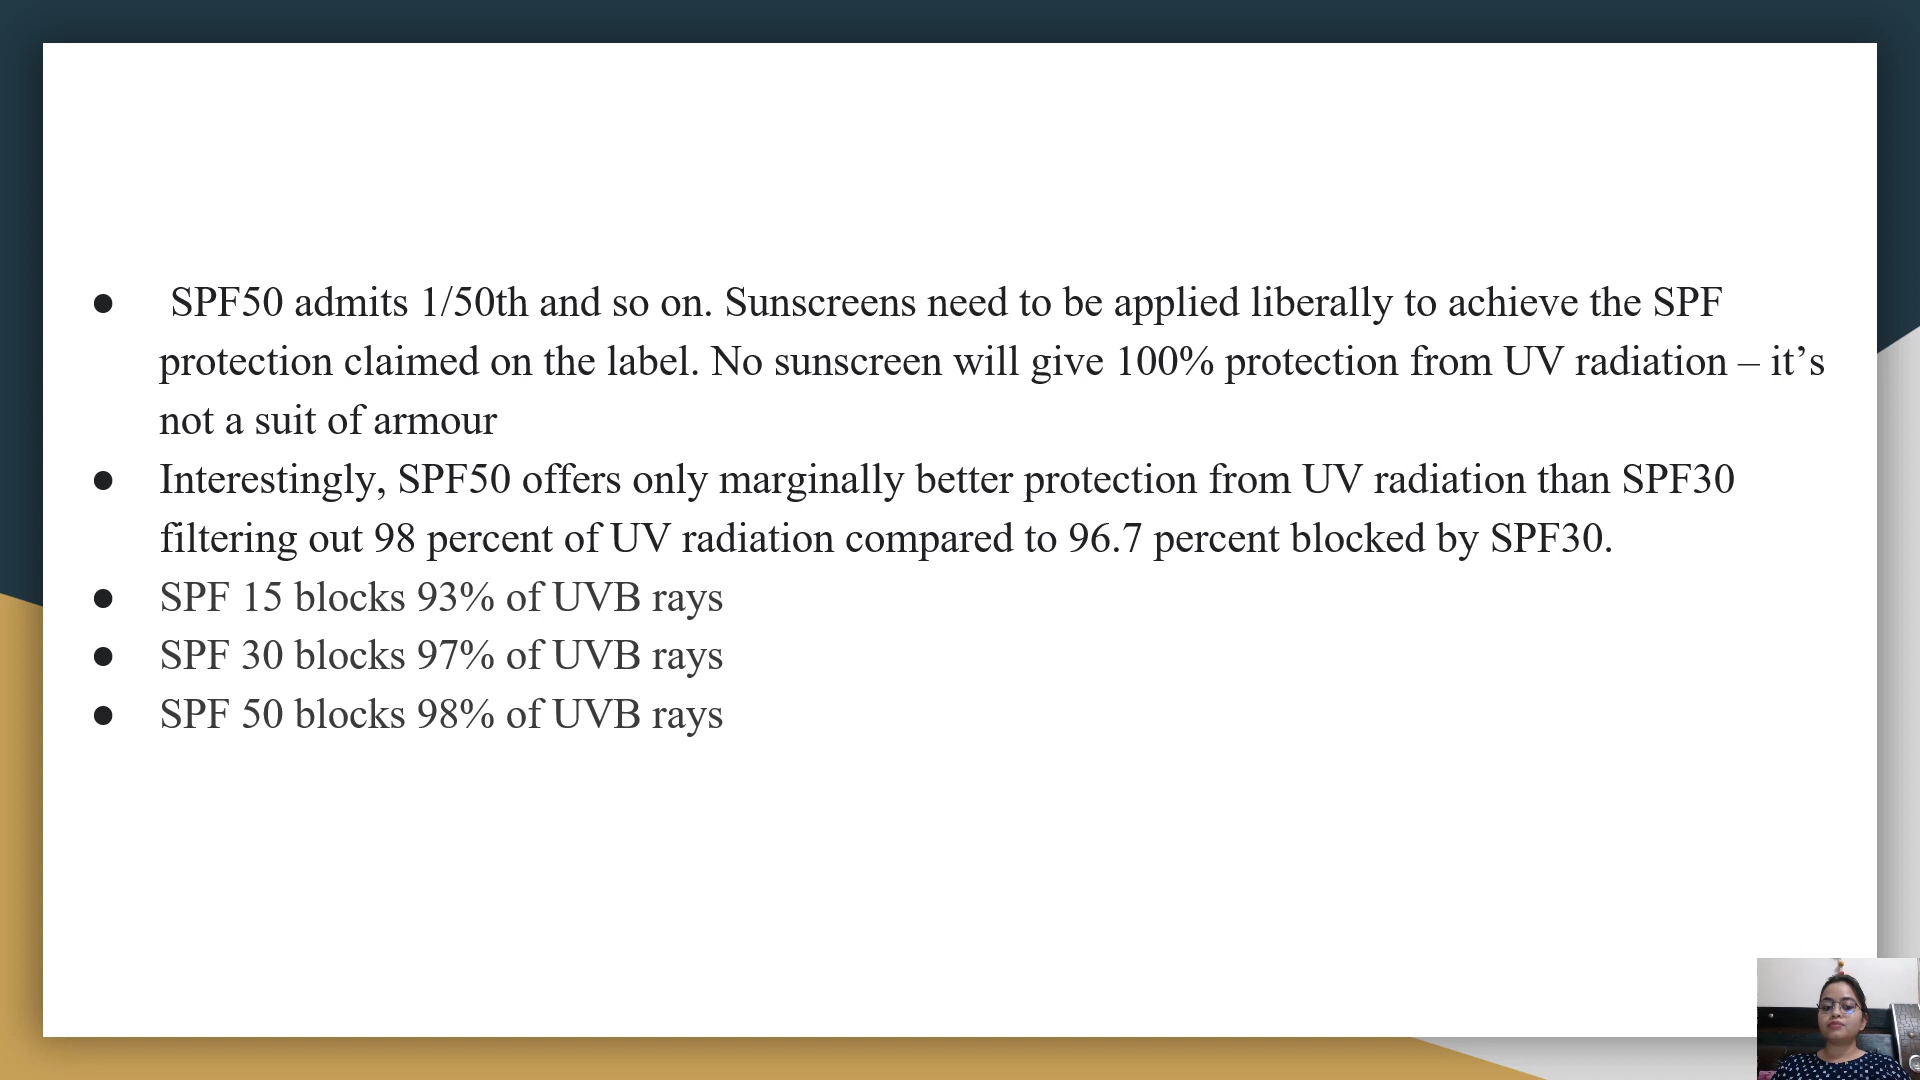 ● SPF50 admits 1/50th and so on. Sunscreens need to be applied liberally to achieve the SPF
protection claimed on the label. No sunscreen will give 100% protection from UV radiation – it’s
not a suit of armour
● Interestingly, SPF50 offers only marginally better protection from UV radiation than SPF30
filtering out 98 percent of UV radiation compared to 96.7 percent blocked by SPF30.
● SPF 15 blocks 93% of UVB rays
● SPF 30 blocks 97% of UVB rays
● SPF 50 blocks 98% of UVB rays